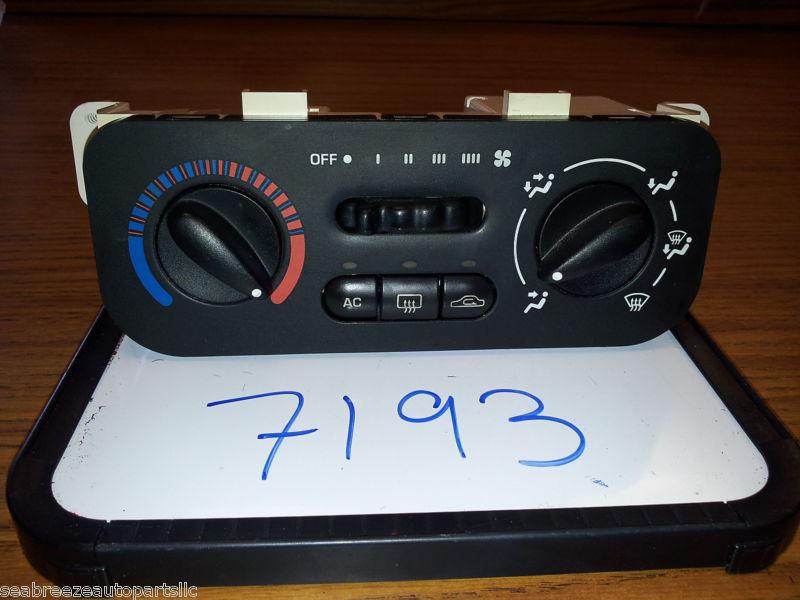 OFF I II III IIII
AC
7193
seabreezeautopartsllc